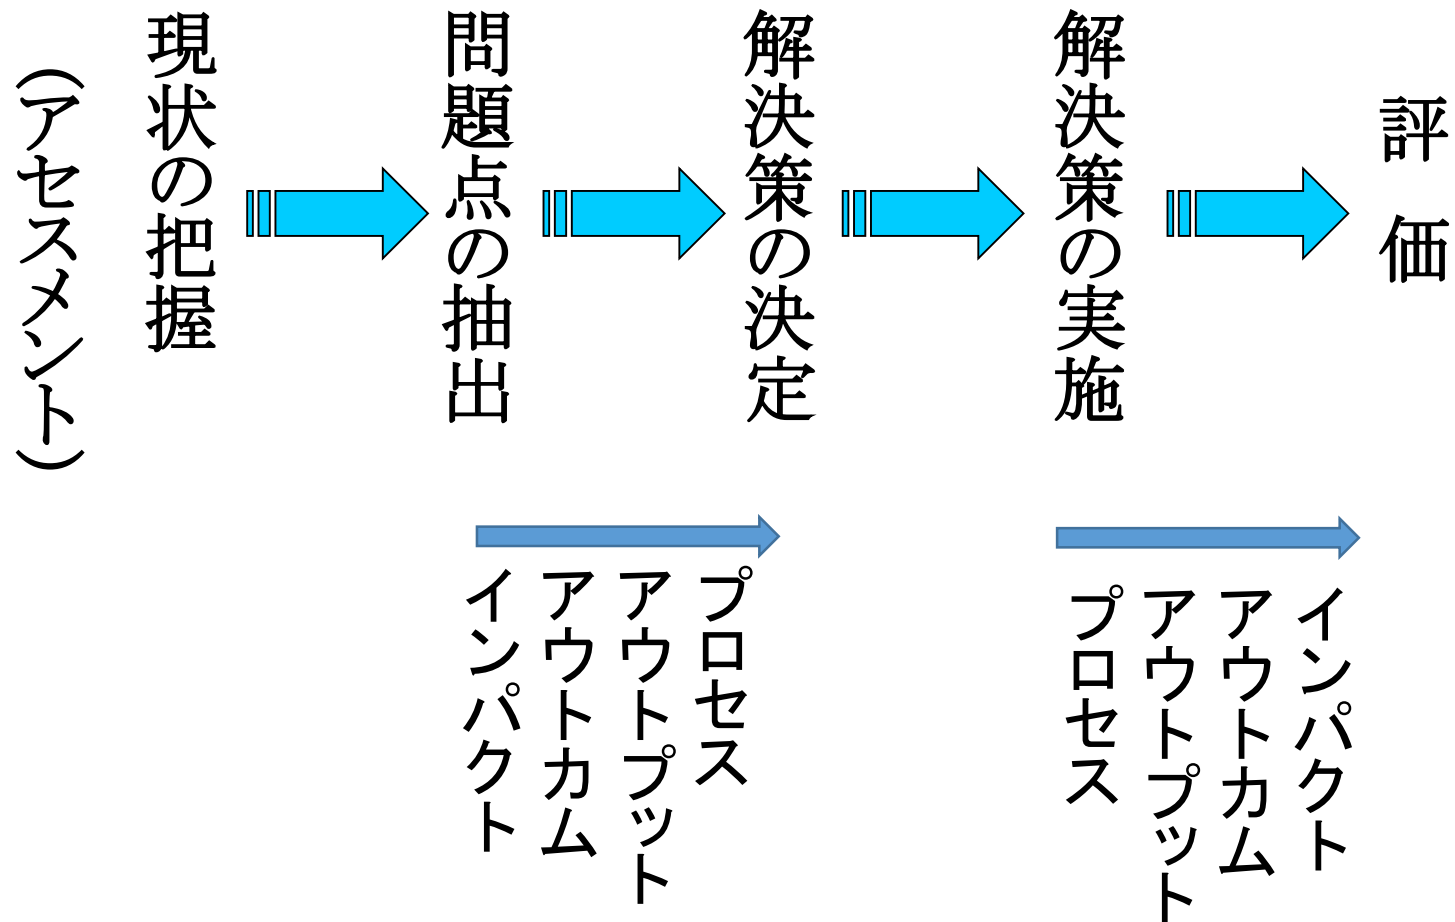 現状の把握
(アセスメント)
問題点の抽出
解決策の決定
解決策の実施
評価
インパクト
アウトカム
アウトプット
プロセス
プロセス
アウトプット
アウトカム
インパクト